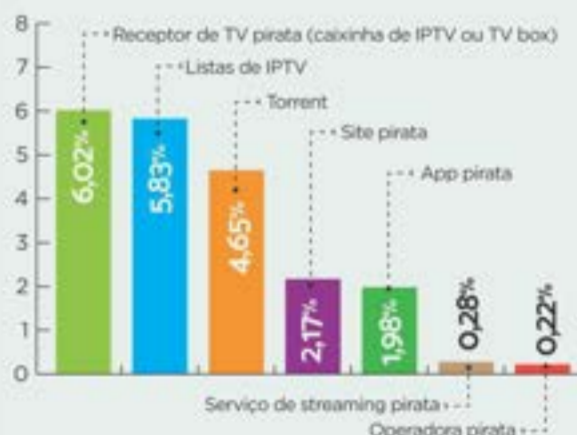 8
Receptor de TV pirata (caixinha de IPTV ou TV box)
7
Listas de IPTV
6
Torrent
5
Site pirata
4
App pirata
3
2
1
0
6,02%
5,83%
4,65%
2,17%
1,98%
0,28%
0,22%
Serviço de streaming pirata
Operadora pirata